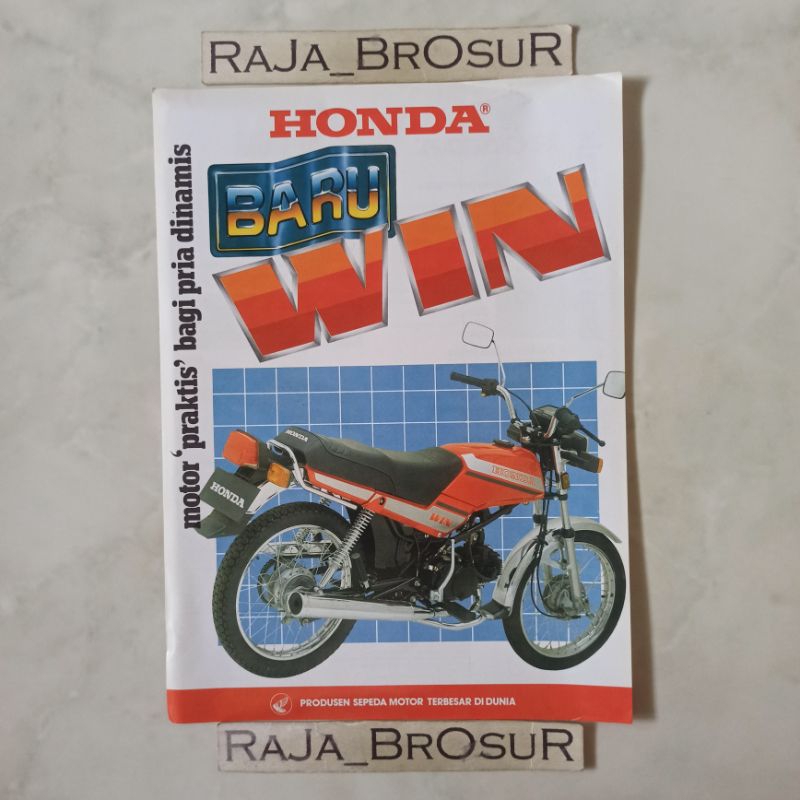 RAJA_BROSUR
HONDA®
BARU
WIN
motor 'praktis' bagi pria dinamis
HONDA
HONDA
HONDA
WIN
PRODUSEN SEPEDA MOTOR TERBESAR DI DUNIA
RAJA_BROSUR